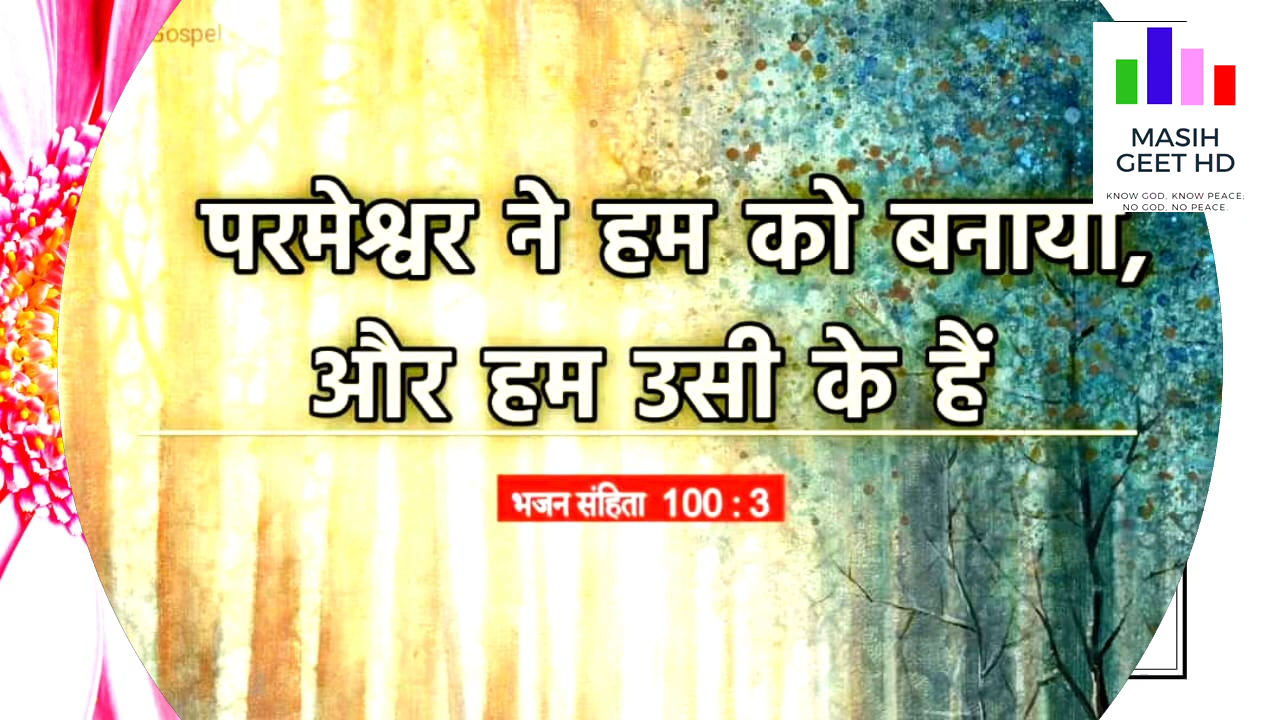 Gospel
MASIH
GEET HD
KNOW GOD, KNOW PEACE;
NO GOD, NO PEACE.
परमेश्वर ने हम को बनाया,
और हम उसी के हैं
भजन संहिता 100 : 3